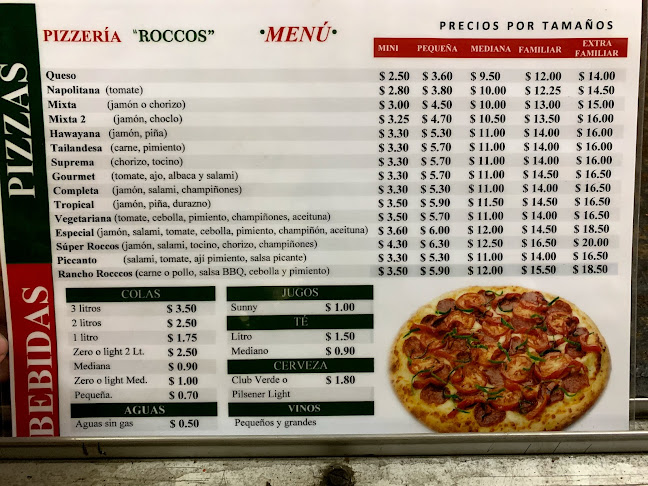 PIZZERÍA "ROCCOS" •MENÚ• PRECIOS POR TAMAÑOS
PIZZAS
MINI PEQUEÑA MEDIANA FAMILIAR EXTRA FAMILIAR
Queso $ 2.50 $ 3.60 $ 9.50 $ 12.00 $ 14.00
Napolitana (tomate) $ 2.80 $ 3.80 $ 10.00 $ 12.25 $ 14.50
Mixta (jamón o chorizo) $ 3.00 $ 4.50 $ 10.00 $ 13.00 $ 15.00
Mixta 2 (jamón, choclo) $ 3.25 $ 4.70 $ 10.50 $ 13.50 $ 16.00
Hawayana (jamón, piña) $ 3.30 $ 5.30 $ 11.00 $ 14.00 $ 16.00
Tailandesa (carne, pimiento) $ 3.30 $ 5.70 $ 11.00 $ 14.00 $ 16.00
Suprema (chorizo, tocino) $ 3.30 $ 5.30 $ 11.00 $ 14.00 $ 16.00
Gourmet (tomate, ajo, albaca y salami) $ 3.30 $ 5.70 $ 11.00 $ 14.50 $ 16.50
Completa (jamón, salami, champiñones) $ 3.30 $ 5.30 $ 11.00 $ 14.00 $ 16.50
Tropical (jamón, piña, durazno) $ 3.50 $ 5.90 $ 11.50 $ 14.50 $ 16.50
Vegetariana (tomate, cebolla, pimiento, champiñones, aceituna) $ 3.50 $ 5.70 $ 11.00 $ 14.00 $ 16.50
Especial (jamón, salami, tomate, cebolla, pimiento, champiñón, aceituna) $ 3.60 $ 6.00 $ 12.00 $ 14.50 $ 18.50
Súper Roccos (jamón, salami, tocino, chorizo, champiñones) $ 4.30 $ 6.30 $ 12.50 $ 16.50 $ 20.00
Piccanto (salami, tomate, ají pimiento, salsa picante) $ 3.30 $ 5.30 $ 11.00 $ 14.00 $ 16.50
Rancho Rocccos (carne o pollo, salsa BBQ, cebolla y pimiento) $ 3.50 $ 5.90 $ 12.00 $ 15.50 $ 18.50
BEBIDAS
COLAS
3 litros $ 3.50
2 litros $ 2.50
1 litro $ 1.75
Zero o light 2 Lt. $ 2.50
Mediana $ 0.90
Zero o light Med. $ 1.00
Pequeña. $ 0.70
AGUAS
Aguas sin gas $ 0.50
JUGOS
Sunny $ 1.00
TÉ
Litro $ 1.50
Mediano $ 0.90
CERVEZA
Club Verde o $ 1.80
Pilsener Light
VINOS
Pequeños y grandes